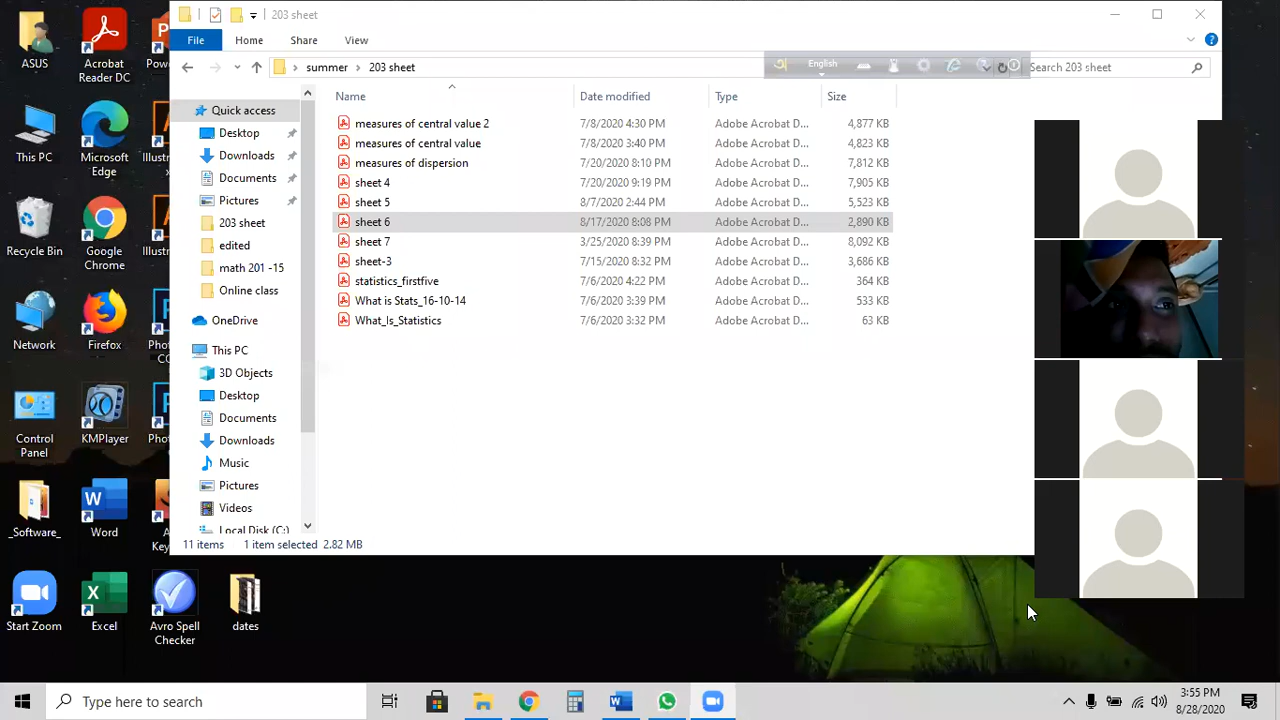 203 sheet
File Home Share View
summer 203 sheet
English
Search 203 sheet
Name Date modified Type Size
measures of central value 2 7/8/2020 4:30 PM Adobe Acrobat D... 4,877 KB
measures of central value 7/8/2020 3:40 PM Adobe Acrobat D... 4,823 KB
measures of dispersion 7/20/2020 8:10 PM Adobe Acrobat D... 7,812 KB
sheet 4 7/20/2020 9:19 PM Adobe Acrobat D... 7,905 KB
sheet 5 8/7/2020 2:44 PM Adobe Acrobat D... 5,523 KB
sheet 6 8/17/2020 8:08 PM Adobe Acrobat D... 2,890 KB
sheet 7 3/25/2020 8:39 PM Adobe Acrobat D... 8,092 KB
sheet-3 7/15/2020 8:32 PM Adobe Acrobat D... 3,686 KB
statistics_firstfive 7/6/2020 4:22 PM Adobe Acrobat D... 364 KB
What is Stats_16-10-14 7/6/2020 3:39 PM Adobe Acrobat D... 533 KB
What_Is_Statistics 7/6/2020 3:32 PM Adobe Acrobat D... 63 KB
Quick access
Desktop
Downloads
Documents
Pictures
203 sheet
edited
math 201 -15
Online class
OneDrive
This PC
3D Objects
Desktop
Documents
Downloads
Music
Pictures
Videos
Local Disk (C:)
11 items 1 item selected 2.82 MB
ASUS
Adobe
Acrobat
Reader DC
This PC
Microsoft
Edge
Recycle Bin
Google
Chrome
Network
Firefox
Control
Panel
KMPlayer
_Software_
Word
Start Zoom
Excel
Avro Spell
Checker
dates
Type here to search
3:55 PM
8/28/2020